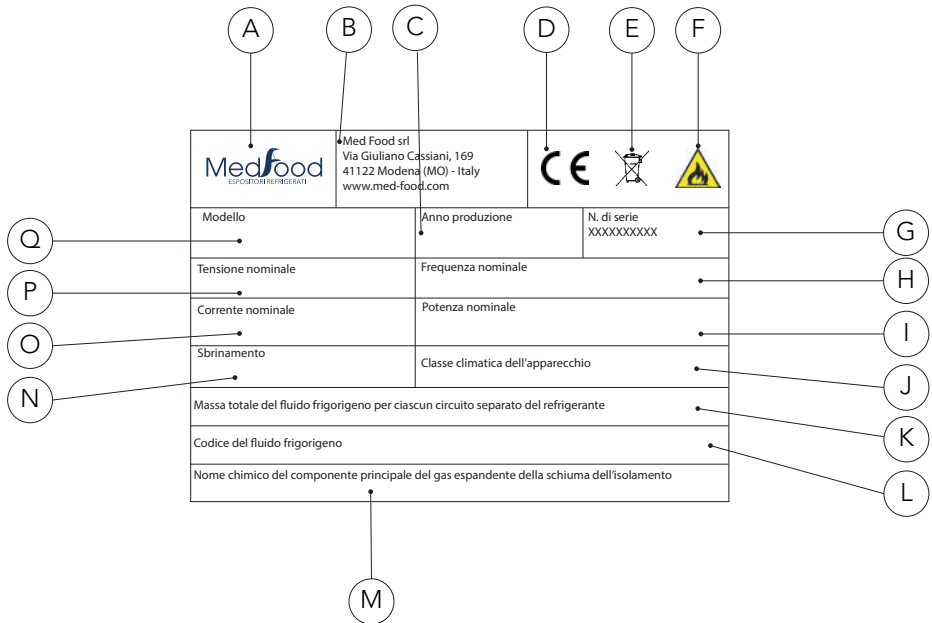 A
B
C
D
E
F
Medfood
ESPOSITORI REFRIGERATI
Med Food srl
Via Giuliano Cassiani, 169
41122 Modena (MO) - Italy
www.med-food.com
CE
Modello
Anno produzione
N. di serie
XXXXXXXXXX
Q
G
Tensione nominale
Frequenza nominale
P
H
Corrente nominale
Potenza nominale
O
I
Sbrinamento
Classe climatica dell'apparecchio
N
J
Massa totale del fluido frigorigeno per ciascun circuito separato del refrigerante
K
Codice del fluido frigorigeno
L
Nome chimico del componente principale del gas espandente della schiuma dell'isolamento
M